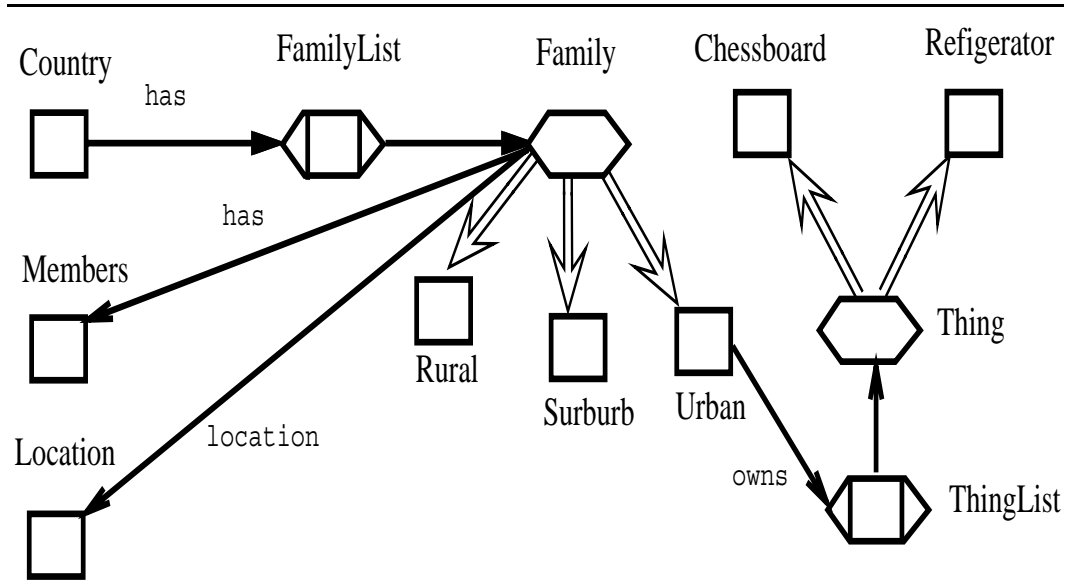 Country
FamilyList
Family
Chessboard
Refigerator
has
has
Members
Rural
Surburb
Urban
Thing
Location
location
owns
ThingList